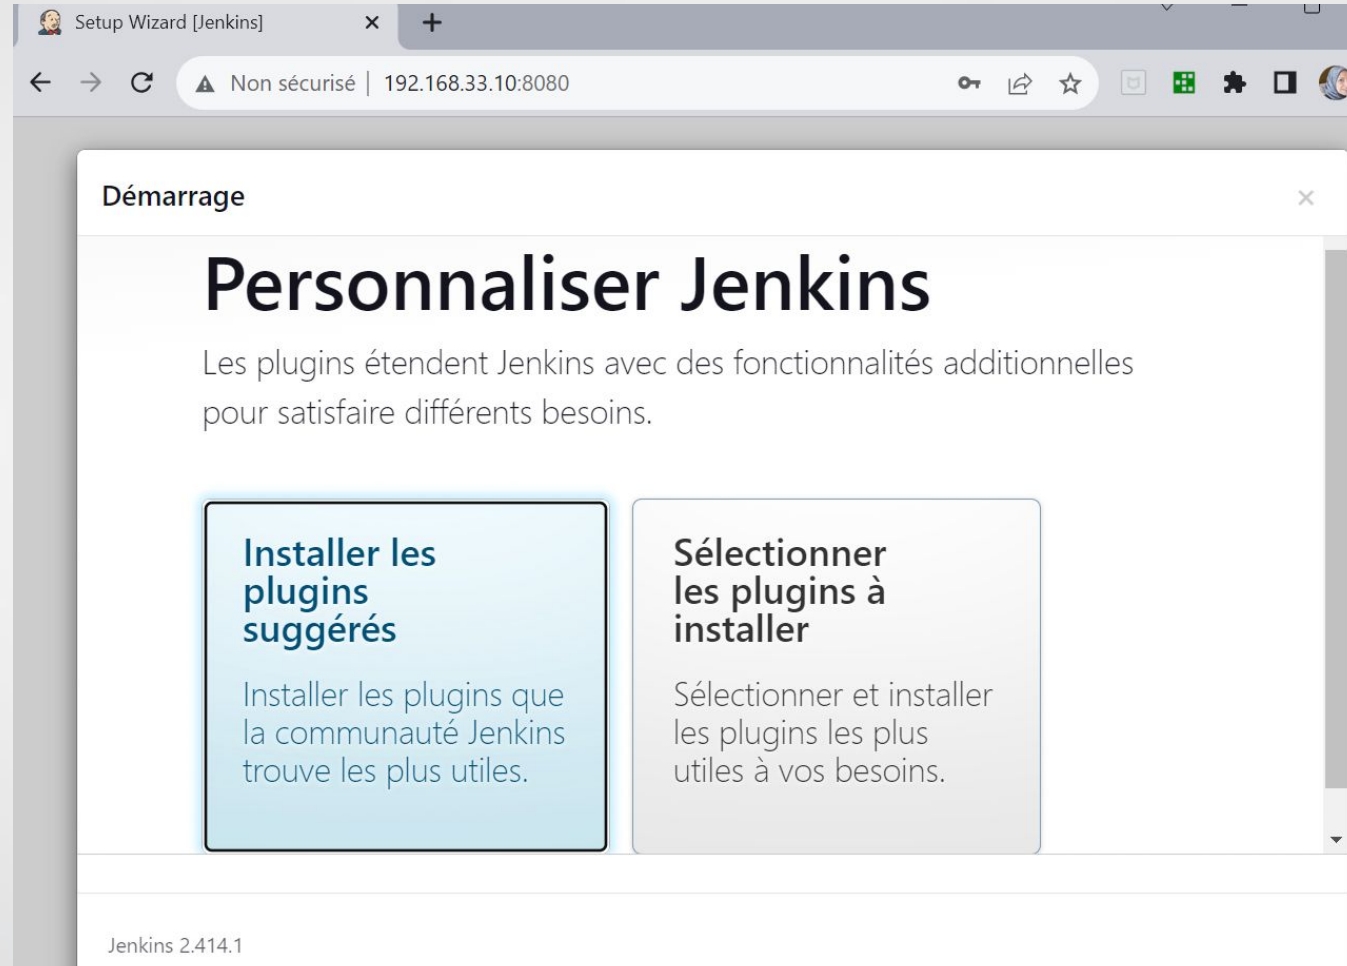 Setup Wizard [Jenkins]
Non sécurisé | 192.168.33.10:8080
Démarrage
Personnaliser Jenkins
Les plugins étendent Jenkins avec des fonctionnalités additionnelles
pour satisfaire différents besoins.
Installer les
plugins
suggérés
Installer les plugins que
la communauté Jenkins
trouve les plus utiles.
Sélectionner
les plugins à
installer
Sélectionner et installer
les plugins les plus
utiles à vos besoins.
Jenkins 2.414.1